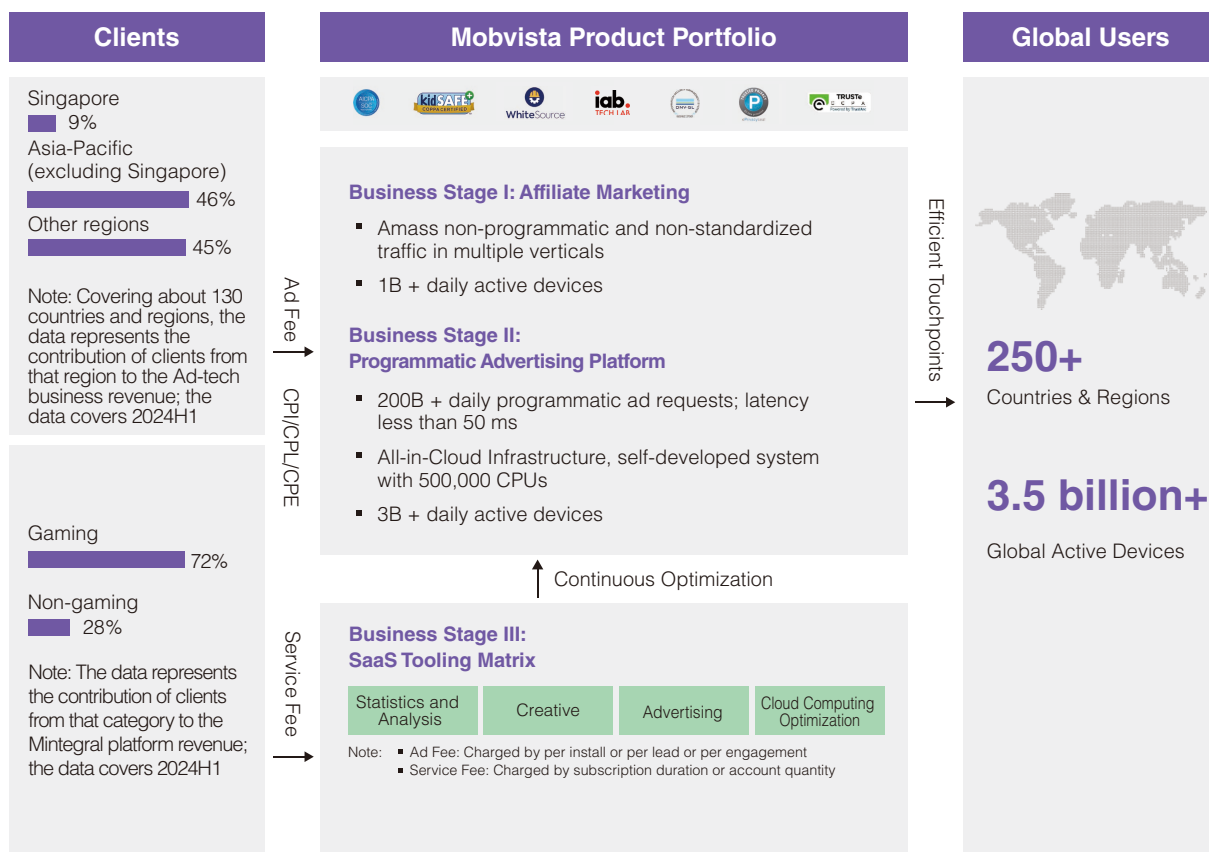 Clients
Singapore
9%
Asia-Pacific
(excluding Singapore)
46%
Other regions
45%
Note: Covering about 130
countries and regions, the
data represents the
contribution of clients from
that region to the Ad-tech
business revenue; the
data covers 2024H1
Gaming
72%
Non-gaming
28%
Note: The data represents
the contribution of clients
from that category to the
Mintegral platform revenue;
the data covers 2024H1
Ad Fee
CPI/CPL/CPE
Service Fee
Mobvista Product Portfolio
AICPA
SOC
kidSAFE
COPPA CERTIFIED
WhiteSource
iab.
TECH LAB
DNV·GL
P
TRUSTe
Business Stage I: Affiliate Marketing
▪ Amass non-programmatic and non-standardized
traffic in multiple verticals
▪ 1B + daily active devices
Business Stage II:
Programmatic Advertising Platform
▪ 200B + daily programmatic ad requests; latency
less than 50 ms
▪ All-in-Cloud Infrastructure, self-developed system
with 500,000 CPUs
▪ 3B + daily active devices
Continuous Optimization
Business Stage III:
SaaS Tooling Matrix
Statistics and
Analysis
Creative
Advertising
Cloud Computing
Optimization
Note: ▪ Ad Fee: Charged by per install or per lead or per engagement
▪ Service Fee: Charged by subscription duration or account quantity
Efficient Touchpoints
Global Users
250+
Countries & Regions
3.5 billion+
Global Active Devices